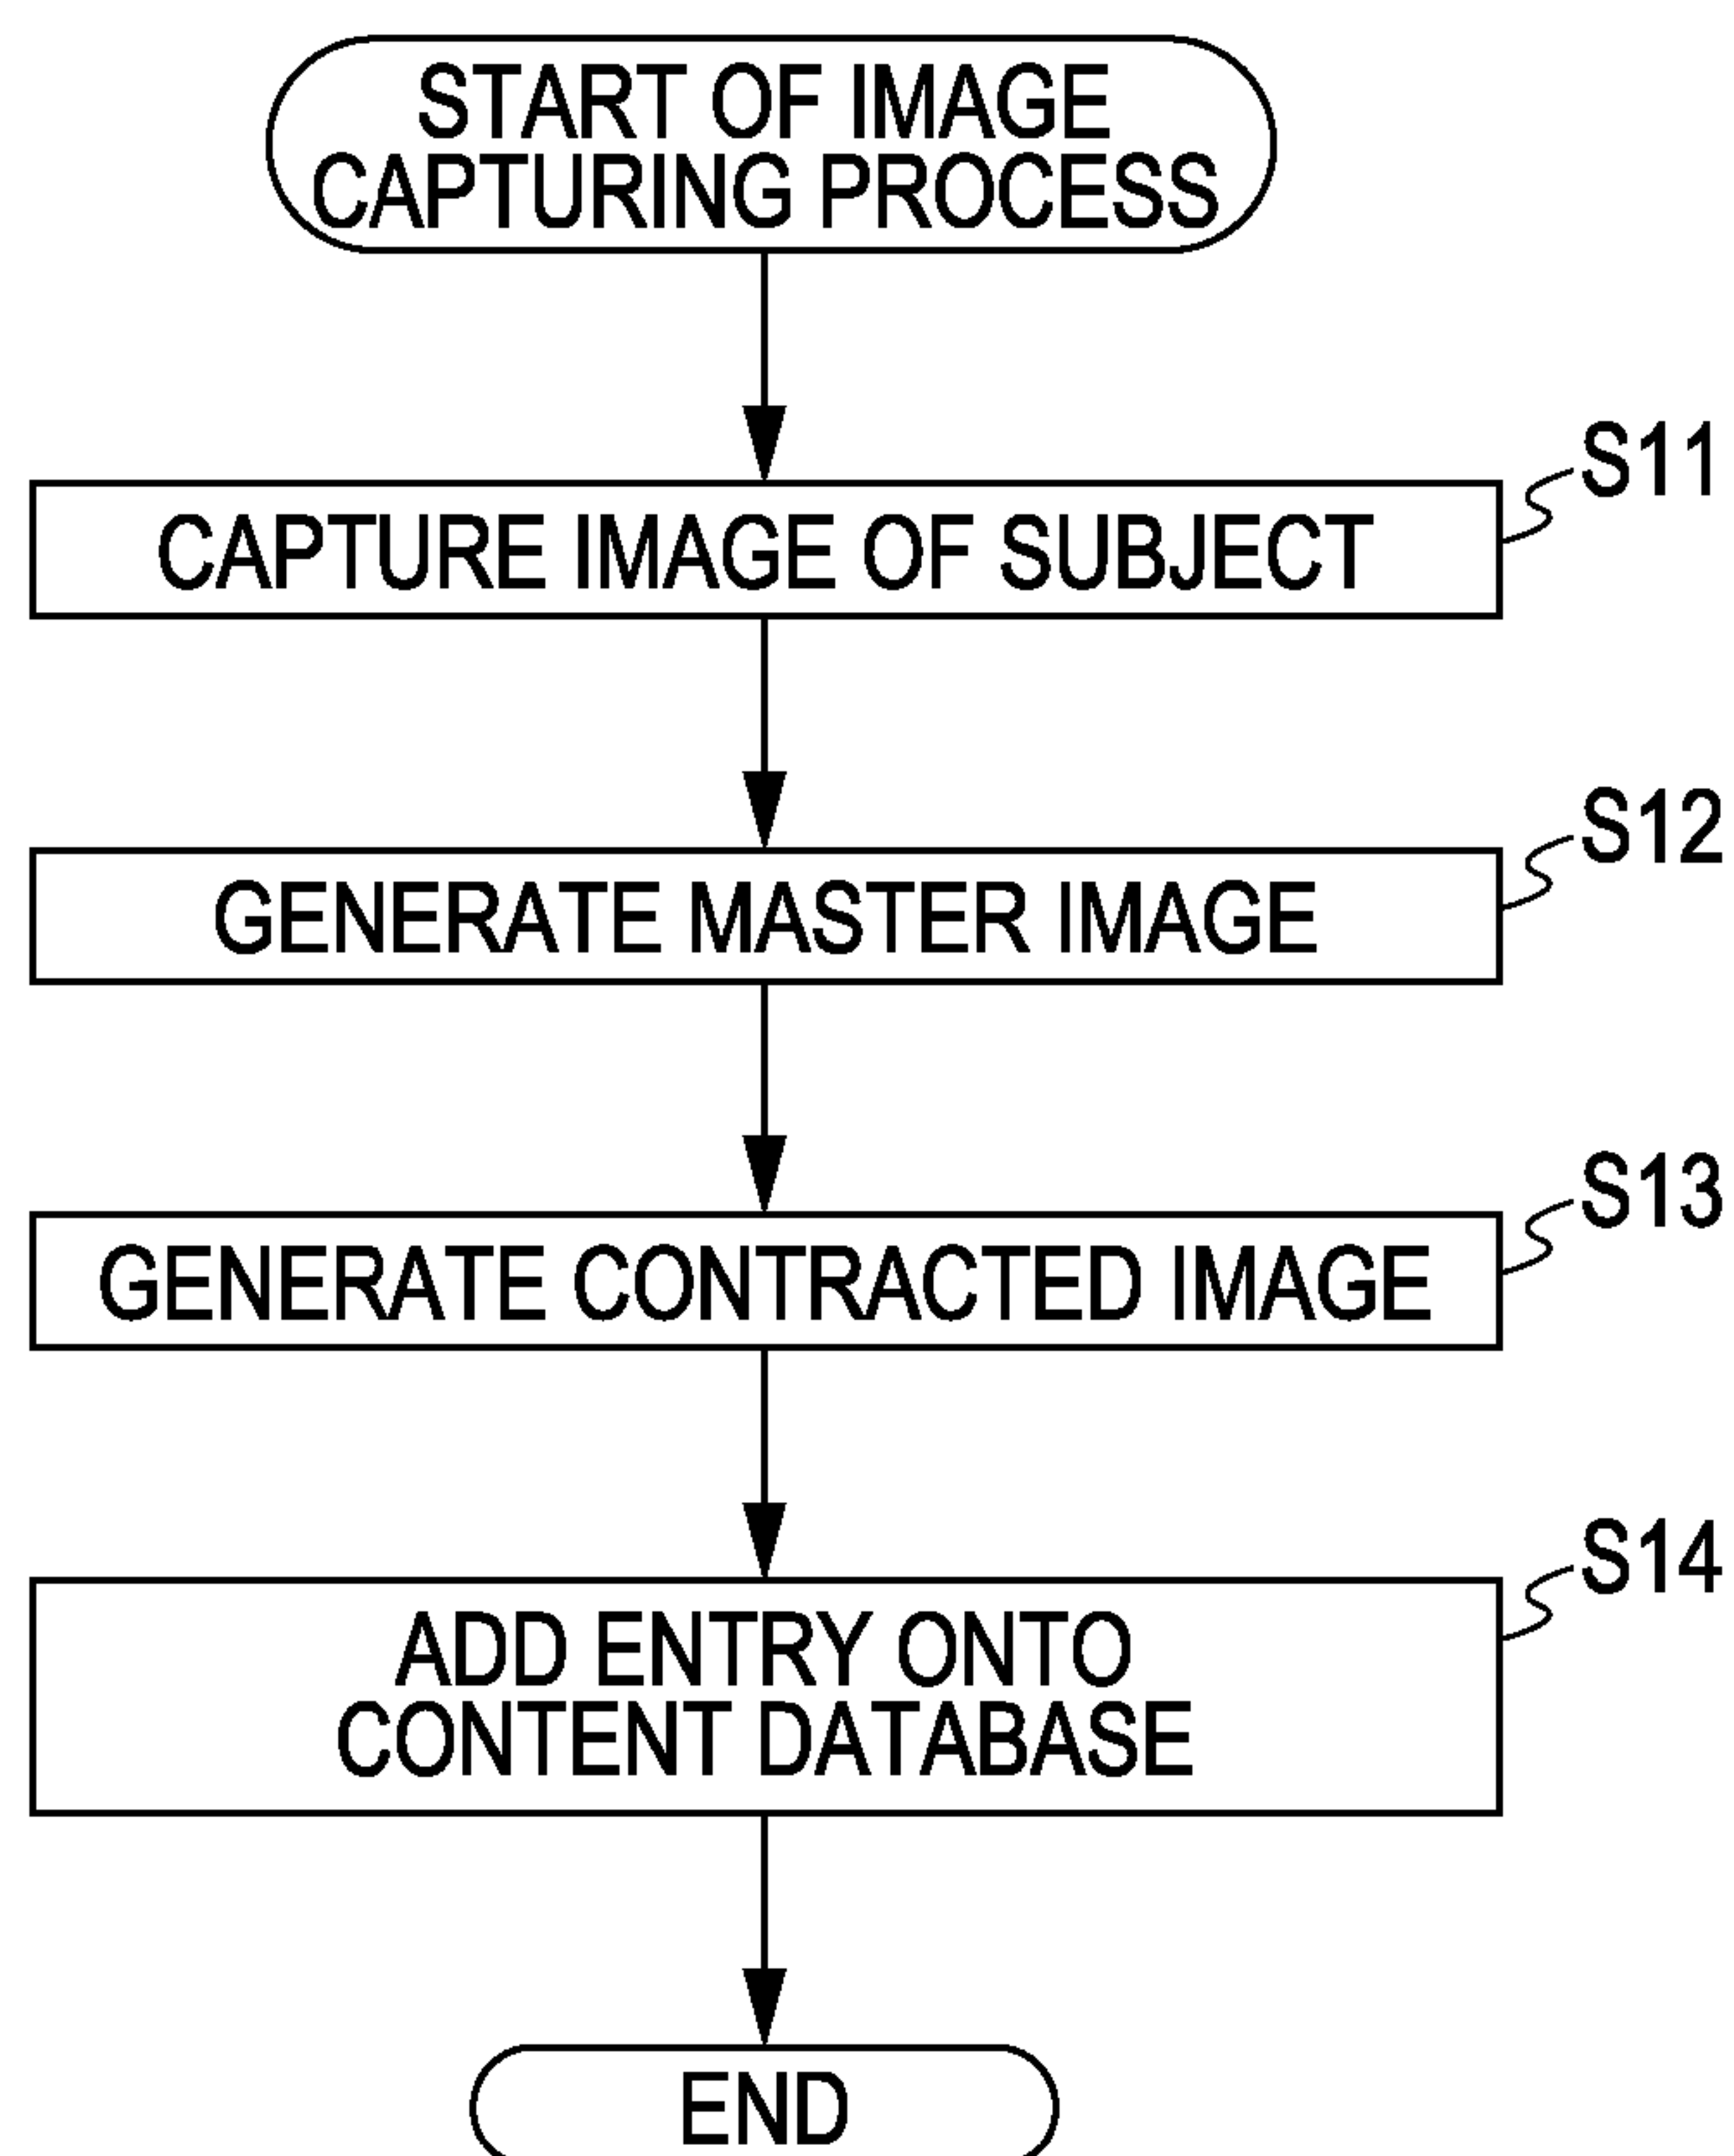 START OF IMAGE
CAPTURING PROCESS
S11
CAPTURE IMAGE OF SUBJECT
S12
GENERATE MASTER IMAGE
S13
GENERATE CONTRACTED IMAGE
S14
ADD ENTRY ONTO
CONTENT DATABASE
END